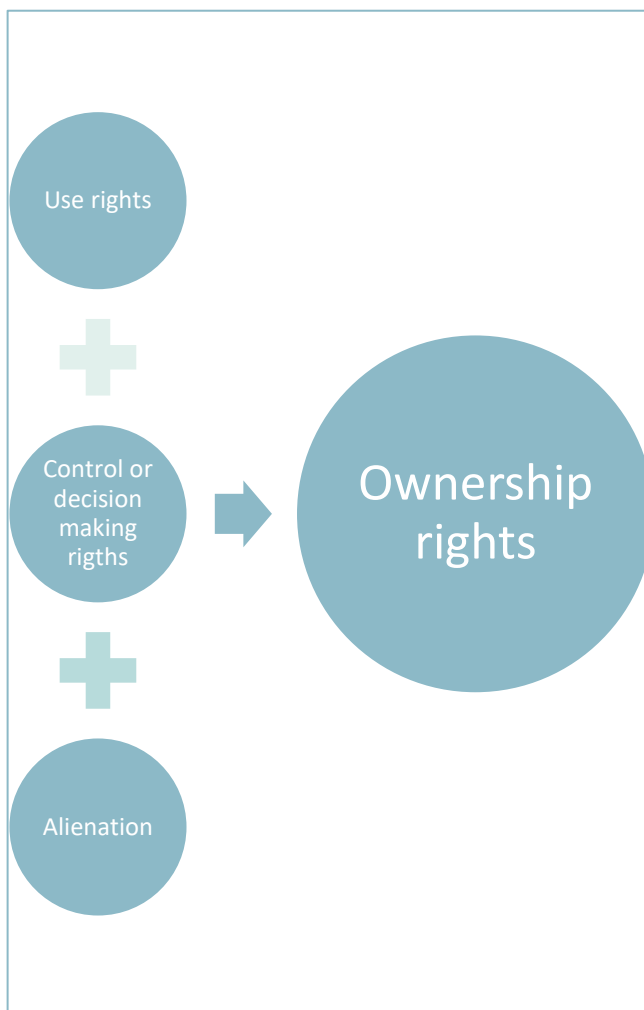 Use rights
Control or
decision
making
rigths
Alienation
Ownership
rights